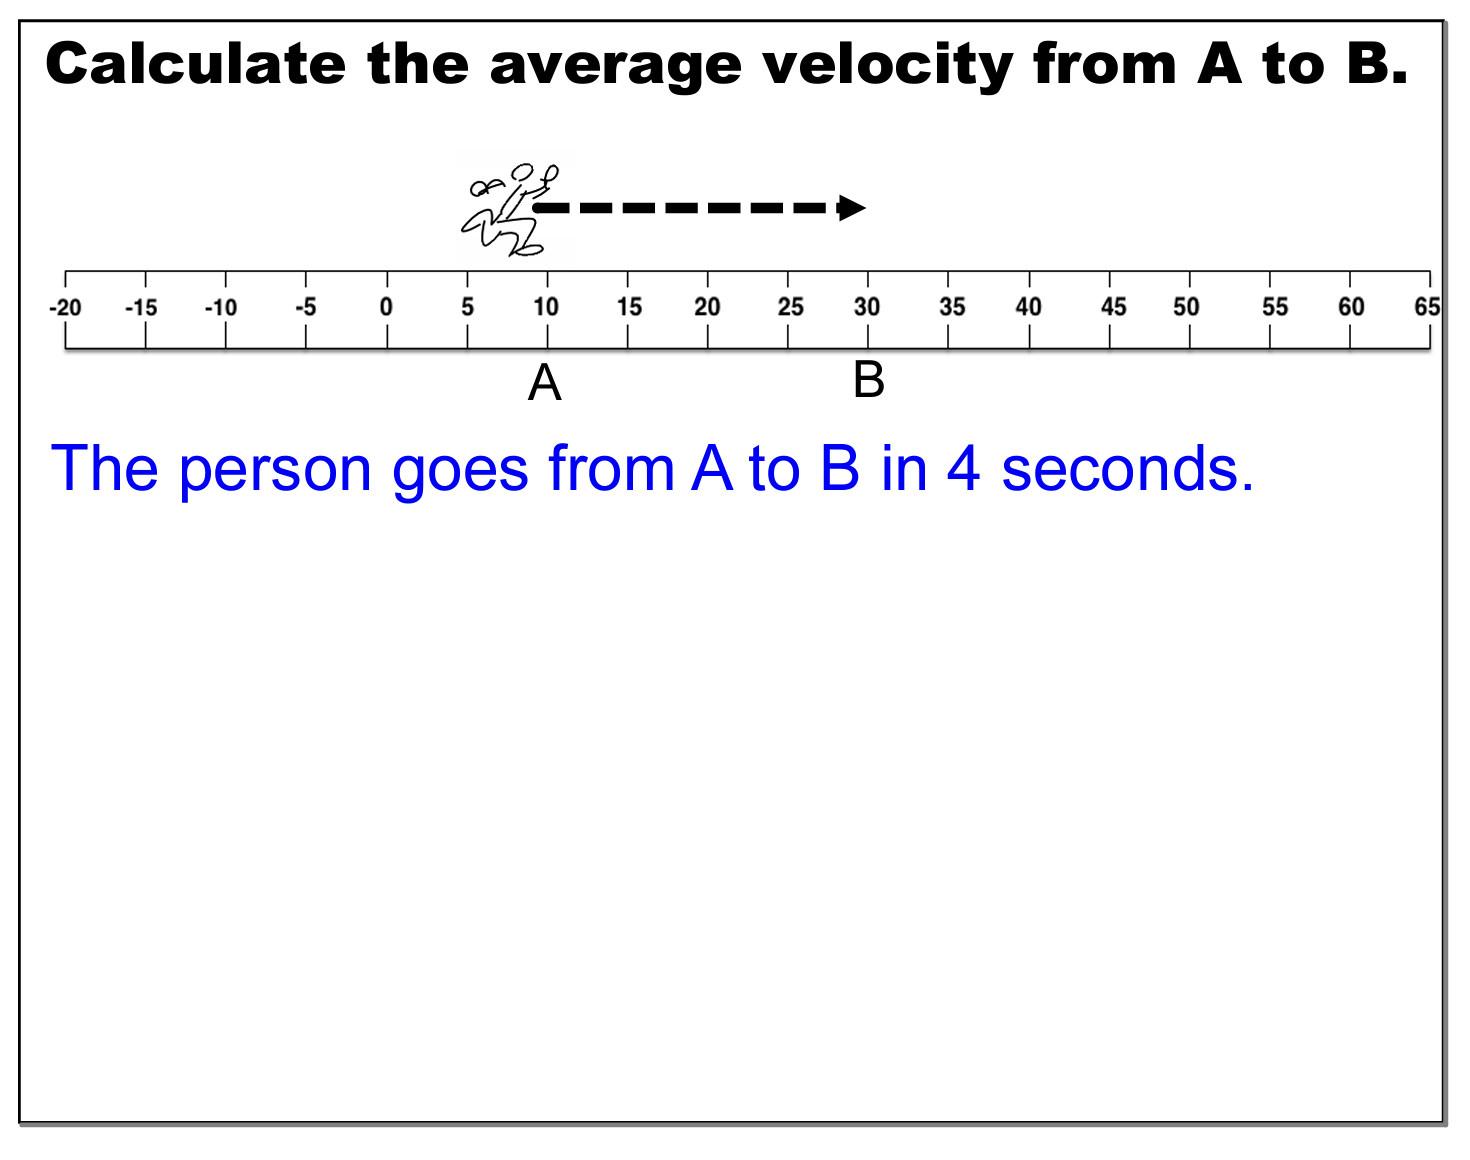 Calculate the average velocity from A to B.
-20 -15 -10 -5 0 5 10 15 20 25 30 35 40 45 50 55 60 65
A B
The person goes from A to B in 4 seconds.